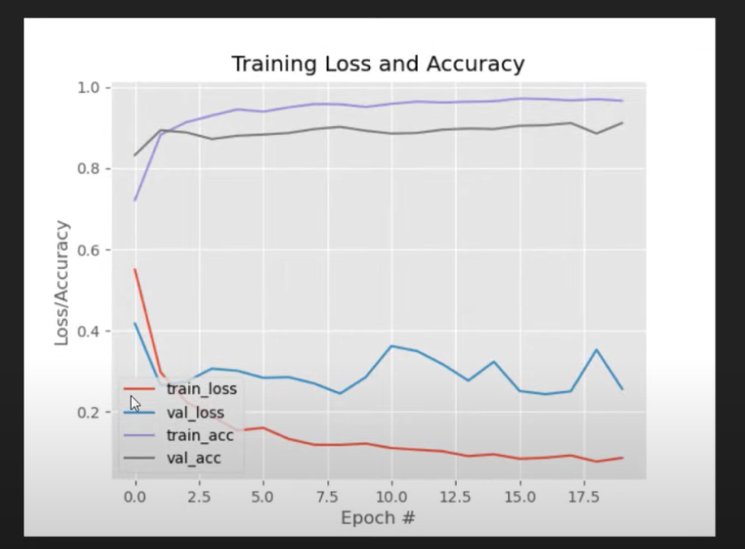 Training Loss and Accuracy
1.0
0.8
0.6
0.4
0.2
Loss/Accuracy
train_loss
val_loss
train_acc
val_acc
0.0 2.5 5.0 7.5 10.0 12.5 15.0 17.5
Epoch #